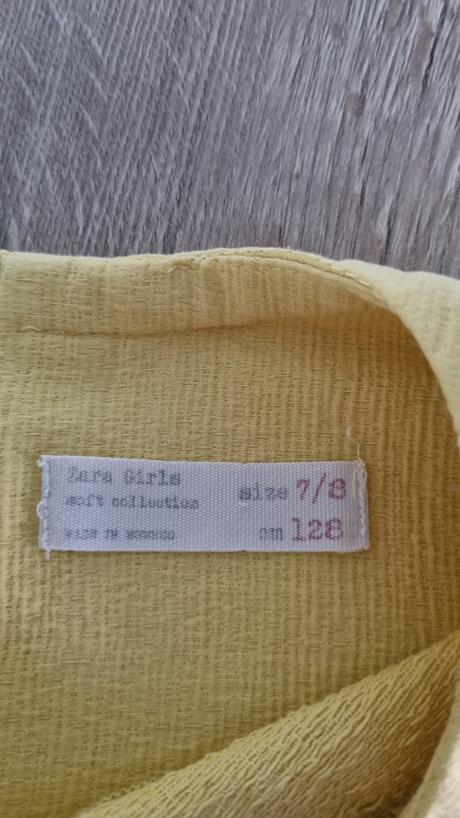 Zara Girls
soft collection
MADE IN MOROCCO
size 7/8
cm 128